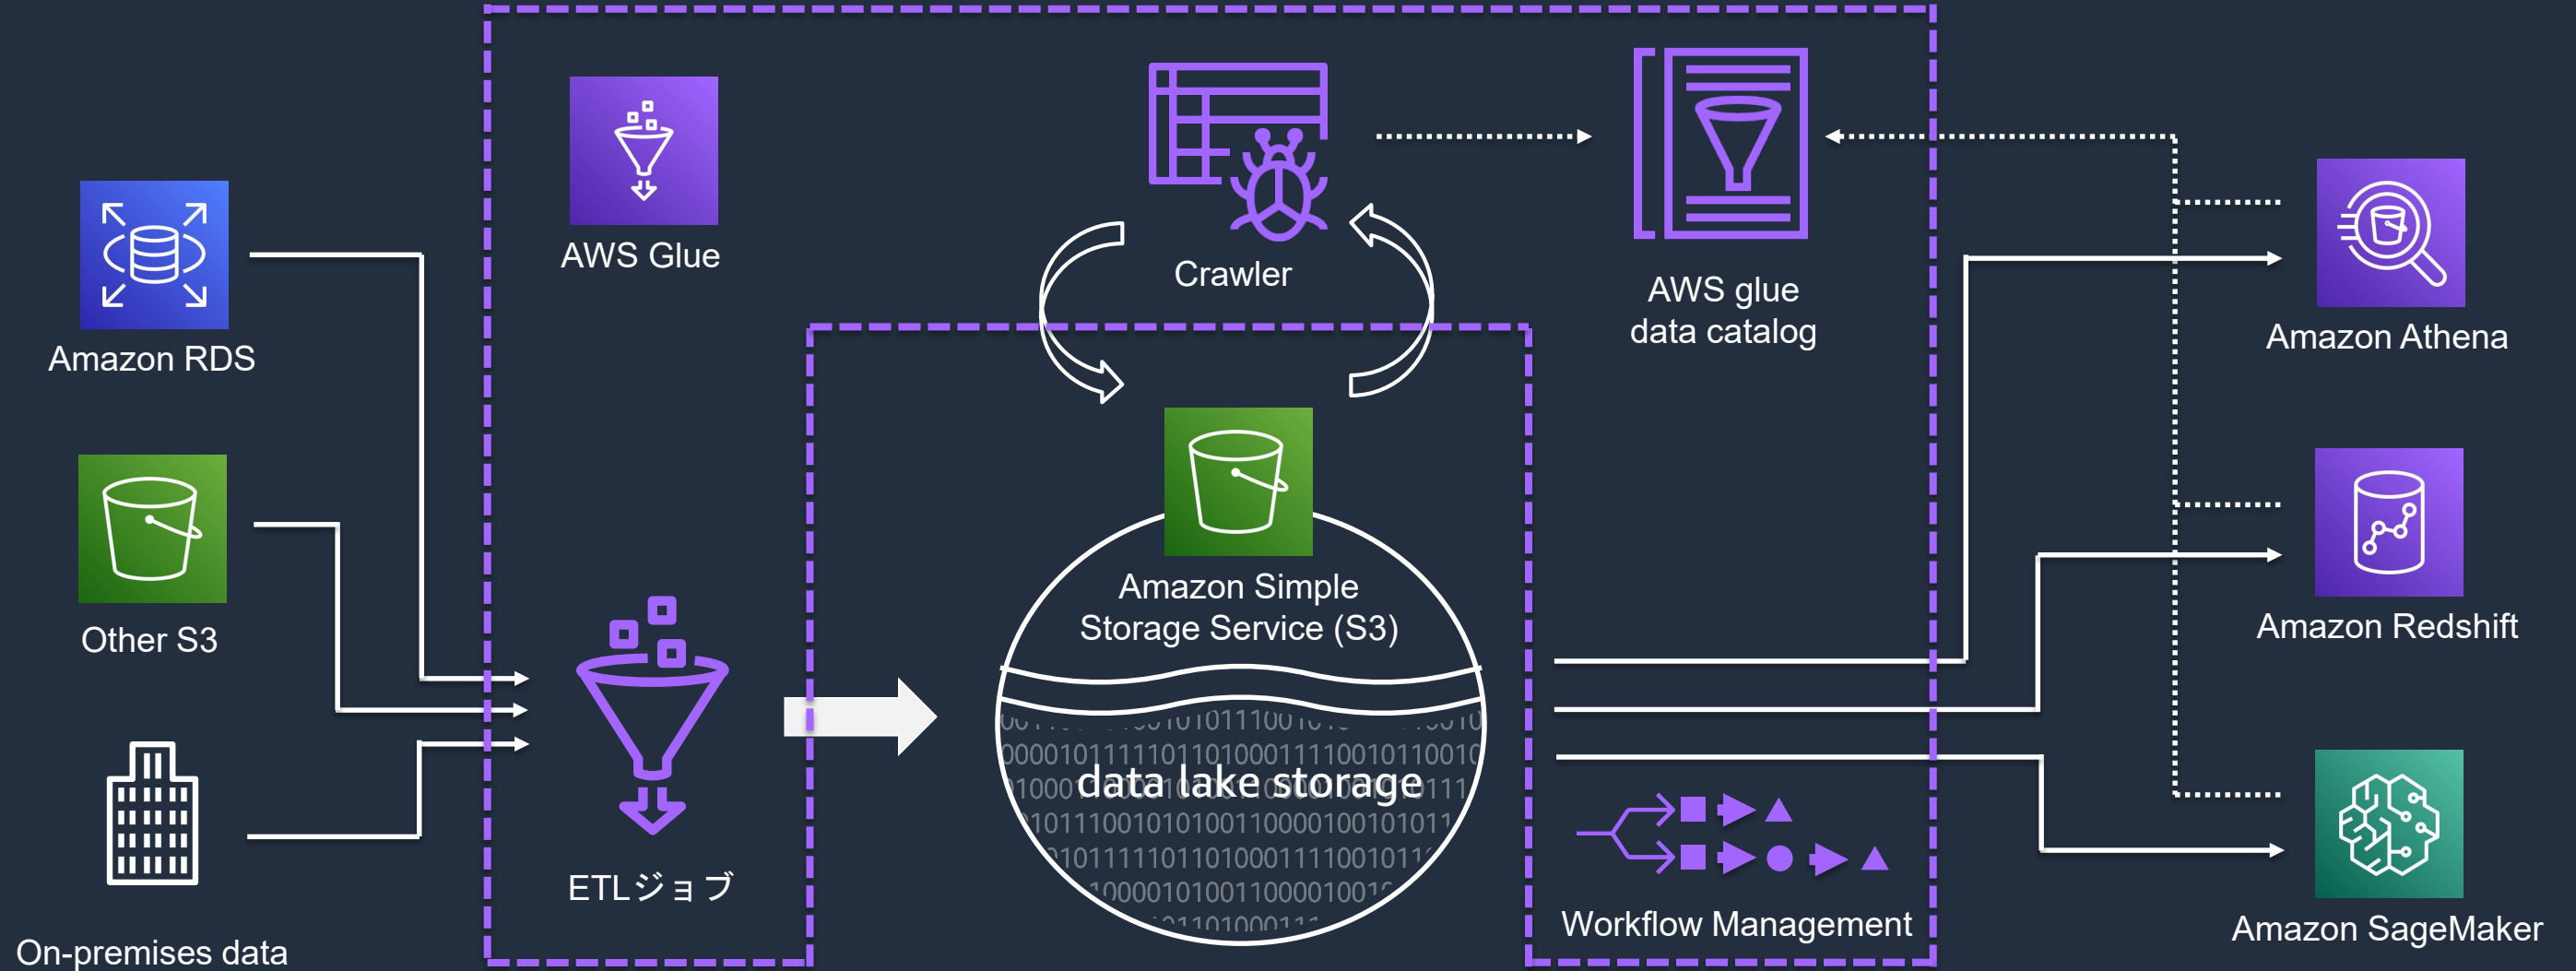 AWS Glue
Crawler
AWS glue
data catalog
Amazon RDS
Amazon Athena
Other S3
Amazon Simple
Storage Service (S3)
Amazon Redshift
data lake storage
ETLジョブ
Workflow Management
Amazon SageMaker
On-premises data